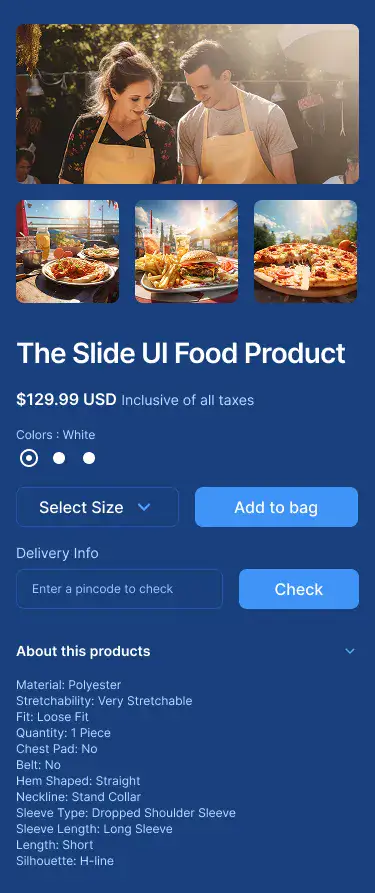 The Slide UI Food Product
$129.99 USD Inclusive of all taxes
Colors : White
Select Size
Add to bag
Delivery Info
Enter a pincode to check
Check
About this products
Material: Polyester
Stretchability: Very Stretchable
Fit: Loose Fit
Quantity: 1 Piece
Chest Pad: No
Belt: No
Hem Shaped: Straight
Neckline: Stand Collar
Sleeve Type: Dropped Shoulder Sleeve
Sleeve Length: Long Sleeve
Length: Short
Silhouette: H-line